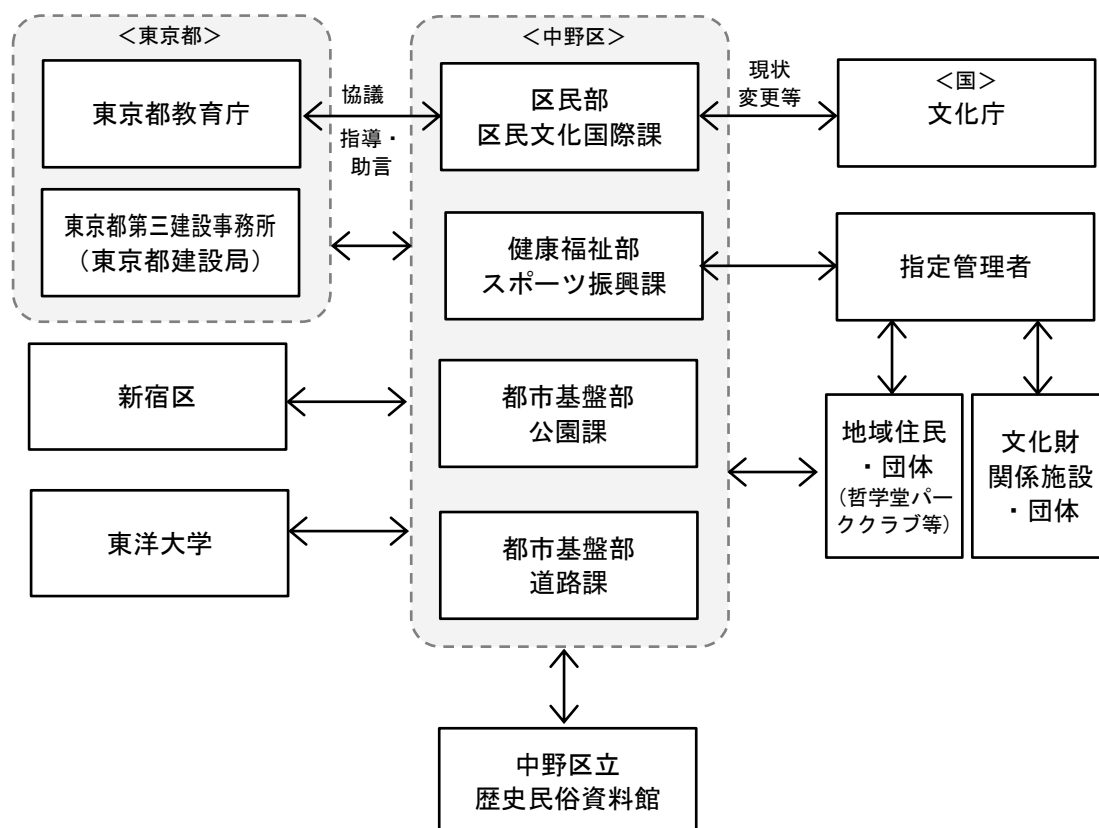 ＜東京都＞
東京都教育庁
東京都第三建設事務所
（東京都建設局）
協議
指導・
助言
＜中野区＞
区民部
区民文化国際課
健康福祉部
スポーツ振興課
都市基盤部
公園課
都市基盤部
道路課
現状
変更等
＜国＞
文化庁
指定管理者
地域住民
・団体
(哲学堂パー
ククラブ等)
文化財
関係施設
・団体
新宿区
東洋大学
中野区立
歴史民俗資料館